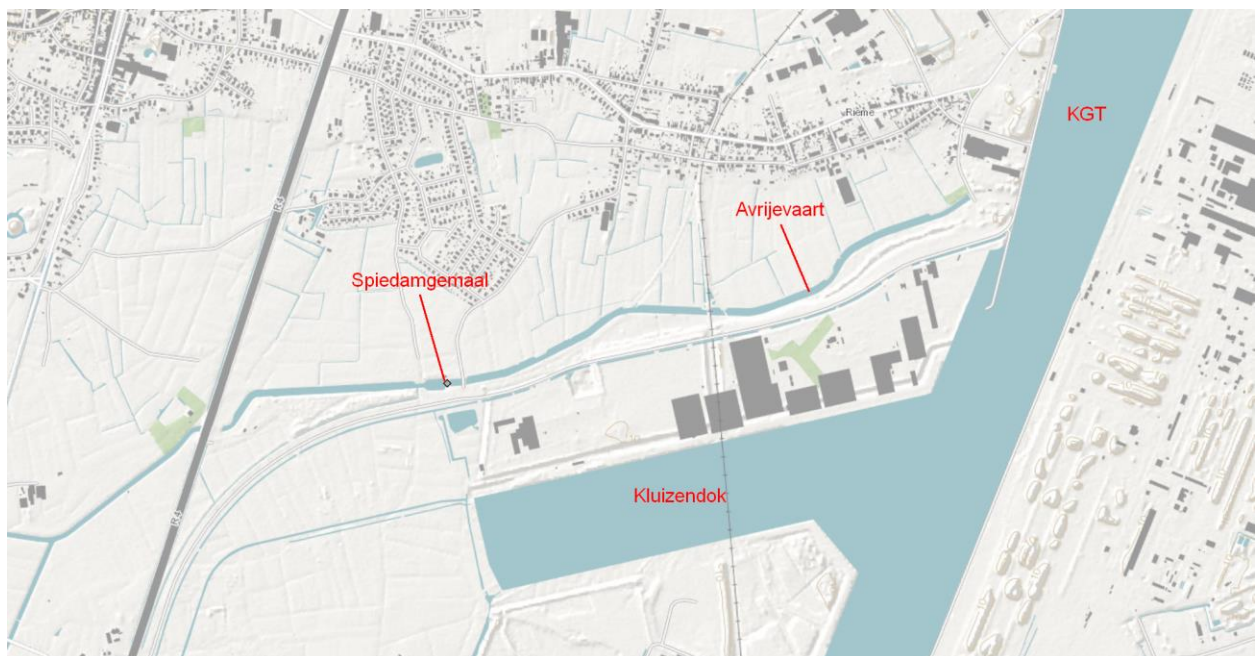 KGT
Rieme
R4
Avrijevaart
Spiedamgemaal
Kluizendok
R4